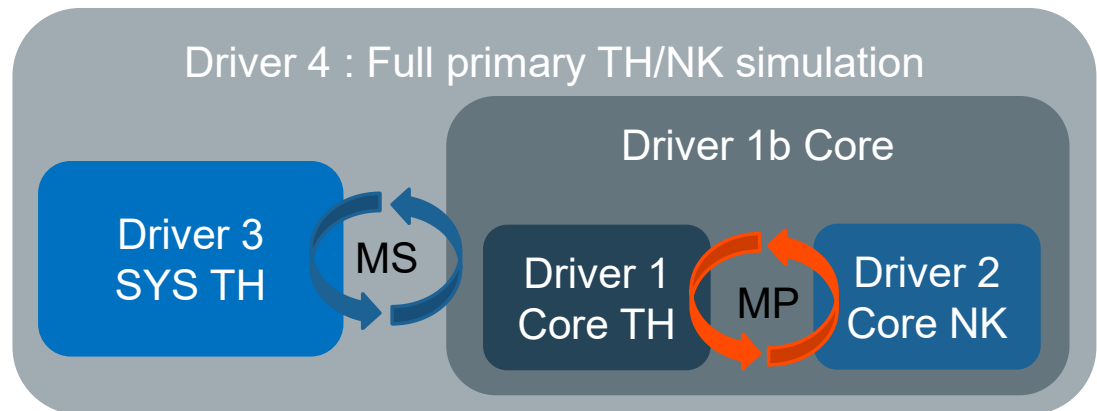 Driver 4 : Full primary TH/NK simulation
Driver 1b Core
Driver 3
SYS TH
MS
Driver 1
Core TH
MP
Driver 2
Core NK